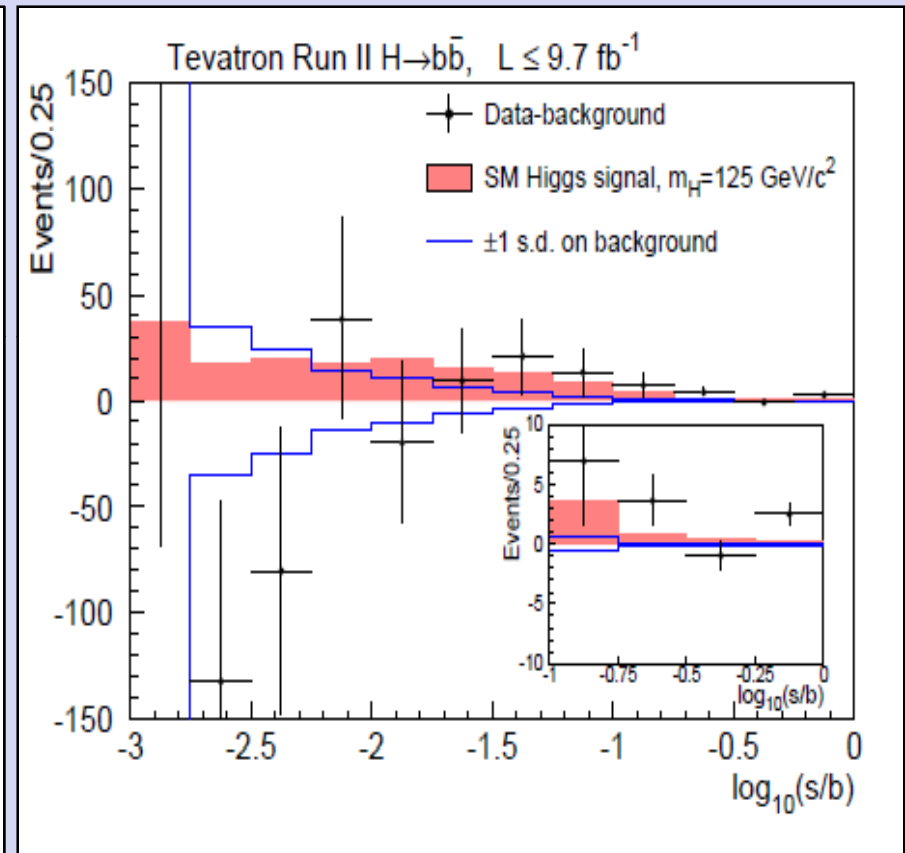 Tevatron Run II H→bb̄, L ≤ 9.7 fb⁻¹
Events/0.25
150
100
50
0
-50
-100
-150
Data-background
SM Higgs signal, m_H=125 GeV/c²
±1 s.d. on background
Events/0.25
10
5
0
-5
-10
-1 -0.75 -0.5 -0.25 0
log₁₀(s/b)
-3 -2.5 -2 -1.5 -1 -0.5 0
log₁₀(s/b)